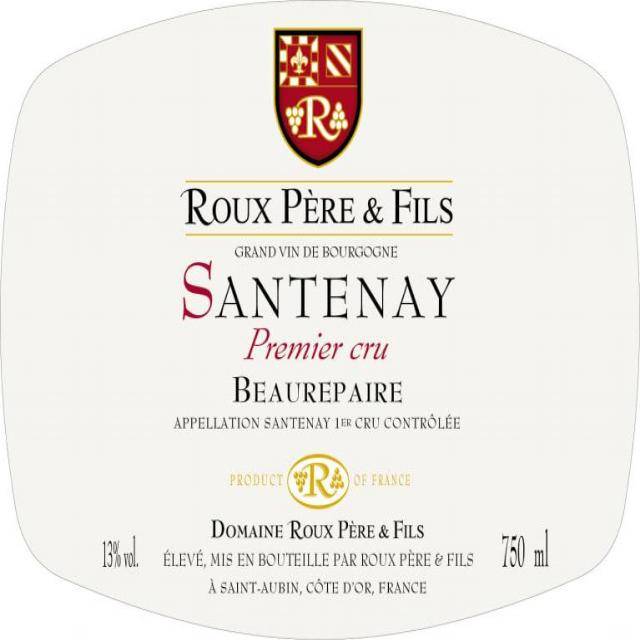 R
ROUX PÈRE & FILS
GRAND VIN DE BOURGOGNE
SANTENAY
Premier cru
BEAUREPAIRE
APPELLATION SANTENAY 1ER CRU CONTRÔLÉE
PRODUCT R OF FRANCE
DOMAINE ROUX PÈRE & FILS
13% vol. ÉLEVÉ, MIS EN BOUTEILLE PAR ROUX PÈRE & FILS 750 ml
À SAINT-AUBIN, CÔTE D'OR, FRANCE